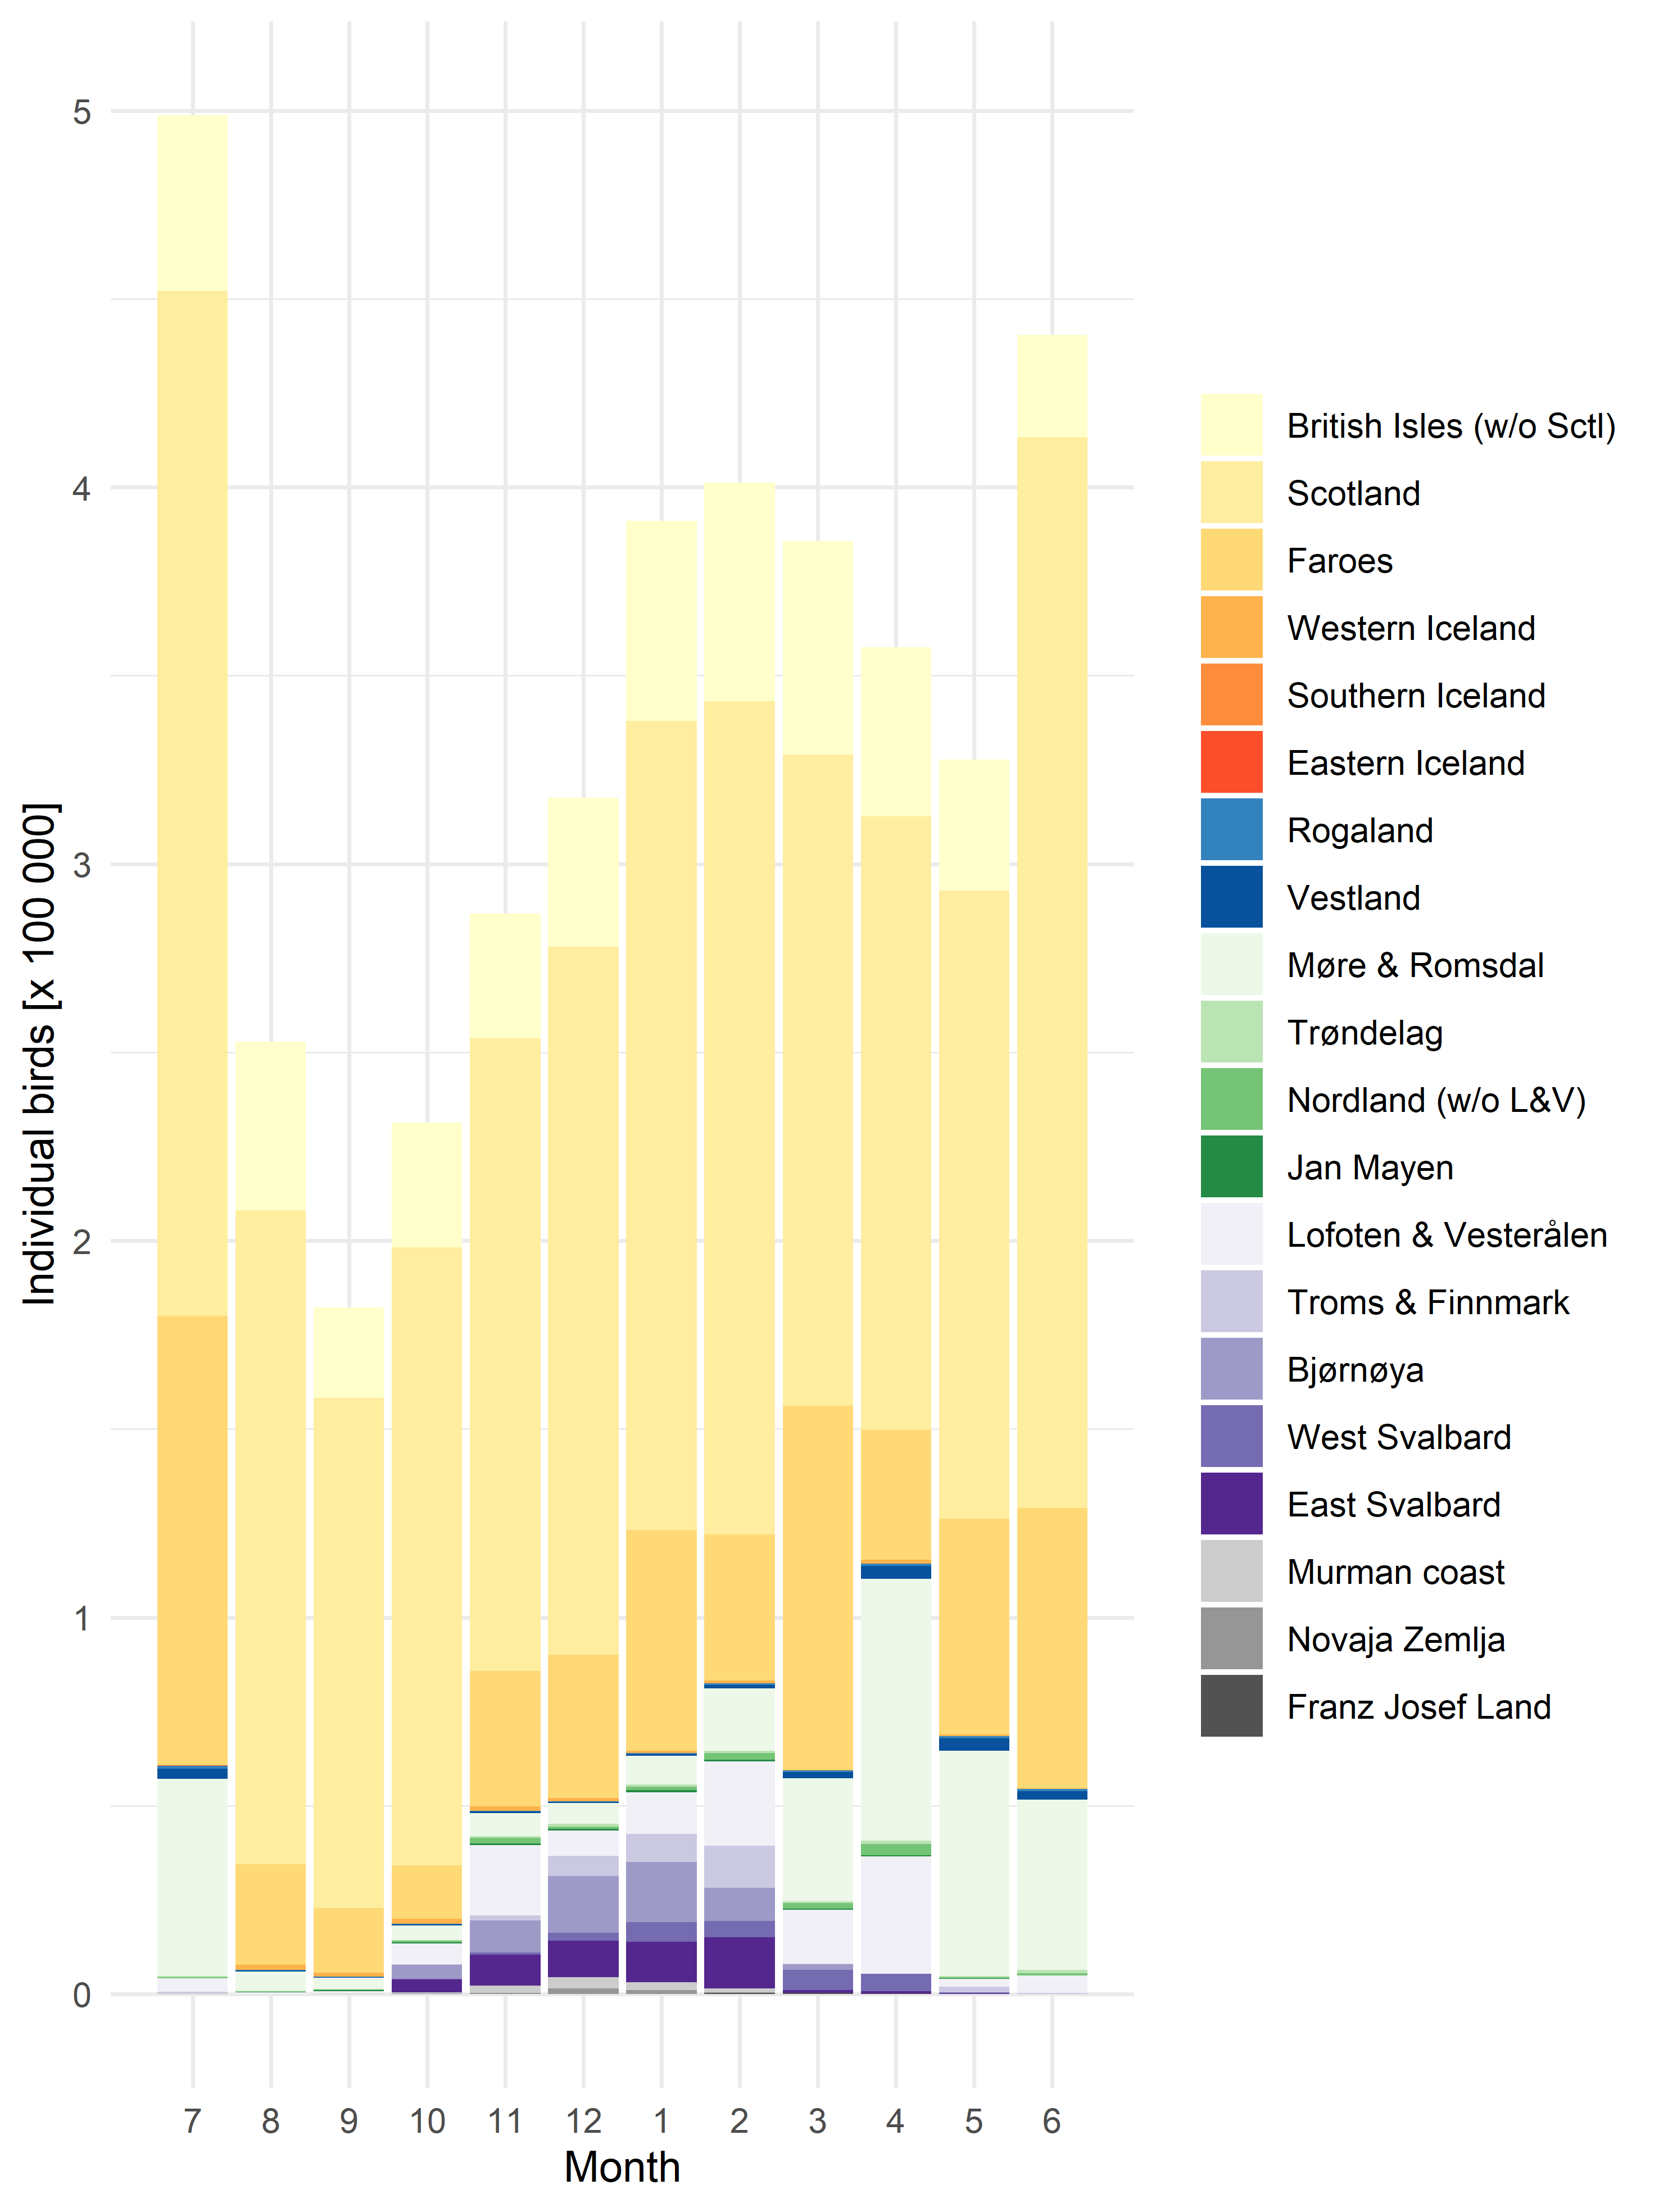 5
4
3
2
1
0
Individual birds [x 100 000]
7 8 9 10 11 12 1 2 3 4 5 6
Month
British Isles (w/o Sctl)
Scotland
Faroes
Western Iceland
Southern Iceland
Eastern Iceland
Rogaland
Vestland
Møre & Romsdal
Trøndelag
Nordland (w/o L&V)
Jan Mayen
Lofoten & Vesterålen
Troms & Finnmark
Bjørnøya
West Svalbard
East Svalbard
Murman coast
Novaja Zemlja
Franz Josef Land